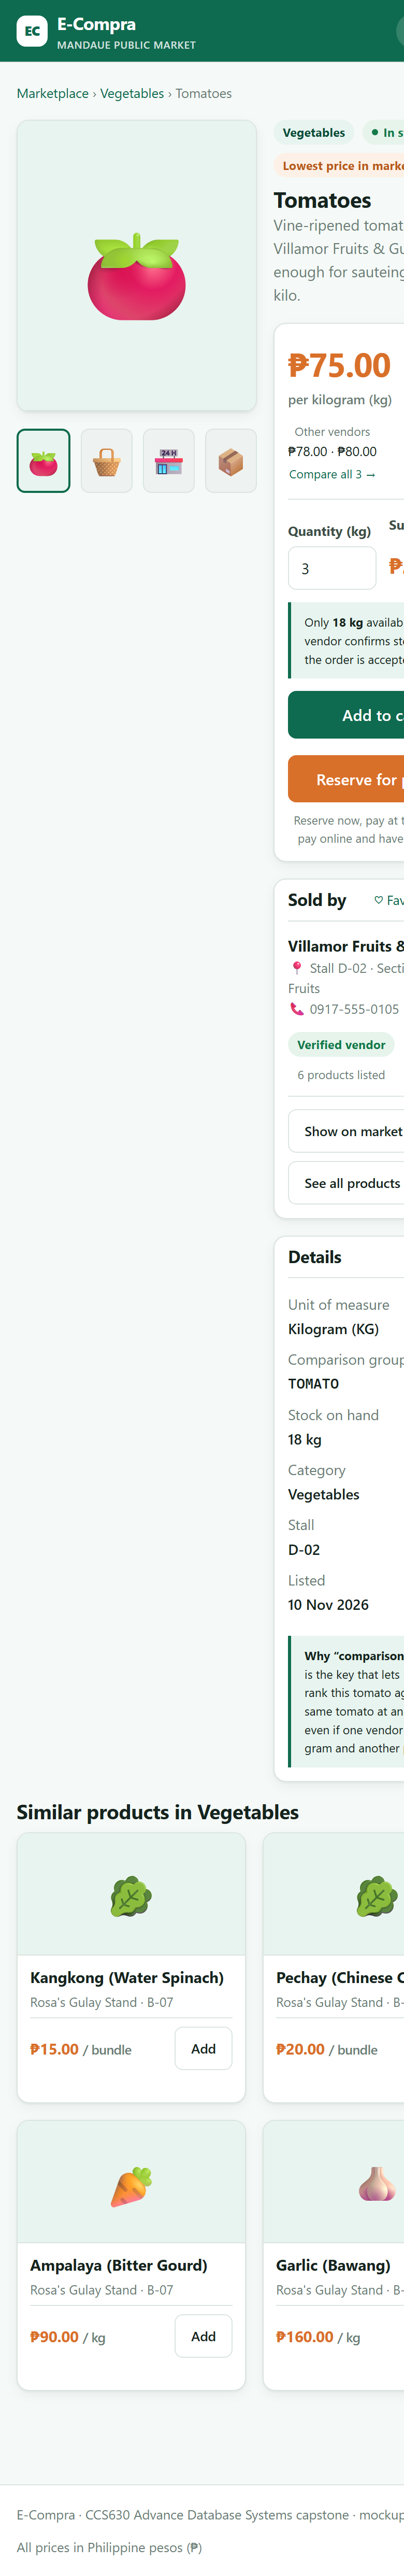 EC
E-Compra
MANDAUE PUBLIC MARKET
Marketplace › Vegetables › Tomatoes
Vegetables
In s
Lowest price in marke
Tomatoes
Vine-ripened tomat
Villamor Fruits & Gu
enough for sauteing
kilo.
₱75.00
per kilogram (kg)
Other vendors
₱78.00 · ₱80.00
Compare all 3 →
Quantity (kg)
Su
3
₱
Only 18 kg availab
vendor confirms sto
the order is accepte
Add to c
Reserve for p
Reserve now, pay at t
pay online and have
Sold by
♡ Fav
Villamor Fruits &
Stall D-02 · Secti
Fruits
0917-555-0105
Verified vendor
6 products listed
Show on market
See all products
Details
Unit of measure
Kilogram (KG)
Comparison group
TOMATO
Stock on hand
18 kg
Category
Vegetables
Stall
D-02
Listed
10 Nov 2026
Why “comparison
is the key that lets
rank this tomato ag
same tomato at an
even if one vendor
gram and another
Similar products in Vegetables
Kangkong (Water Spinach)
Rosa's Gulay Stand · B-07
₱15.00 / bundle
Add
Pechay (Chinese C
Rosa's Gulay Stand · B-
₱20.00 / bundle
Ampalaya (Bitter Gourd)
Rosa's Gulay Stand · B-07
₱90.00 / kg
Add
Garlic (Bawang)
Rosa's Gulay Stand · B-
₱160.00 / kg
E-Compra · CCS630 Advance Database Systems capstone · mockup
All prices in Philippine pesos (₱)